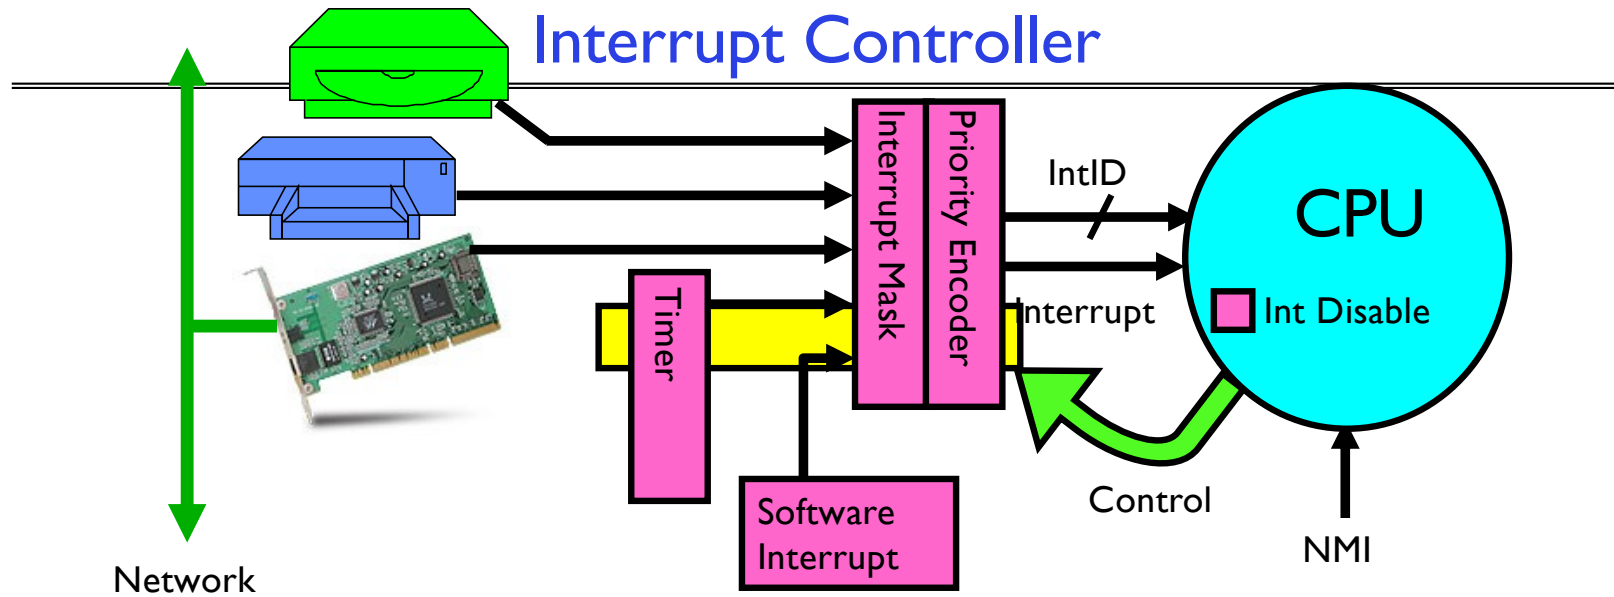 Interrupt Controller
Interrupt Mask
Priority Encoder
IntID
CPU
Timer
Interrupt
Int Disable
Software
Interrupt
Control
NMI
Network